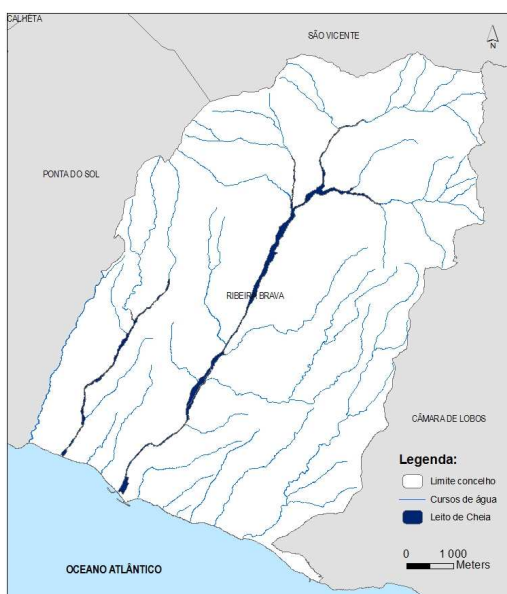 CALHETA
SÃO VICENTE
N
PONTA DO SOL
RIBEIRA BRAVA
CÂMARA DE LOBOS
Legenda:
Limite concelho
Cursos de água
Leito de Cheia
0 1 000
Meters
OCEANO ATLÂNTICO